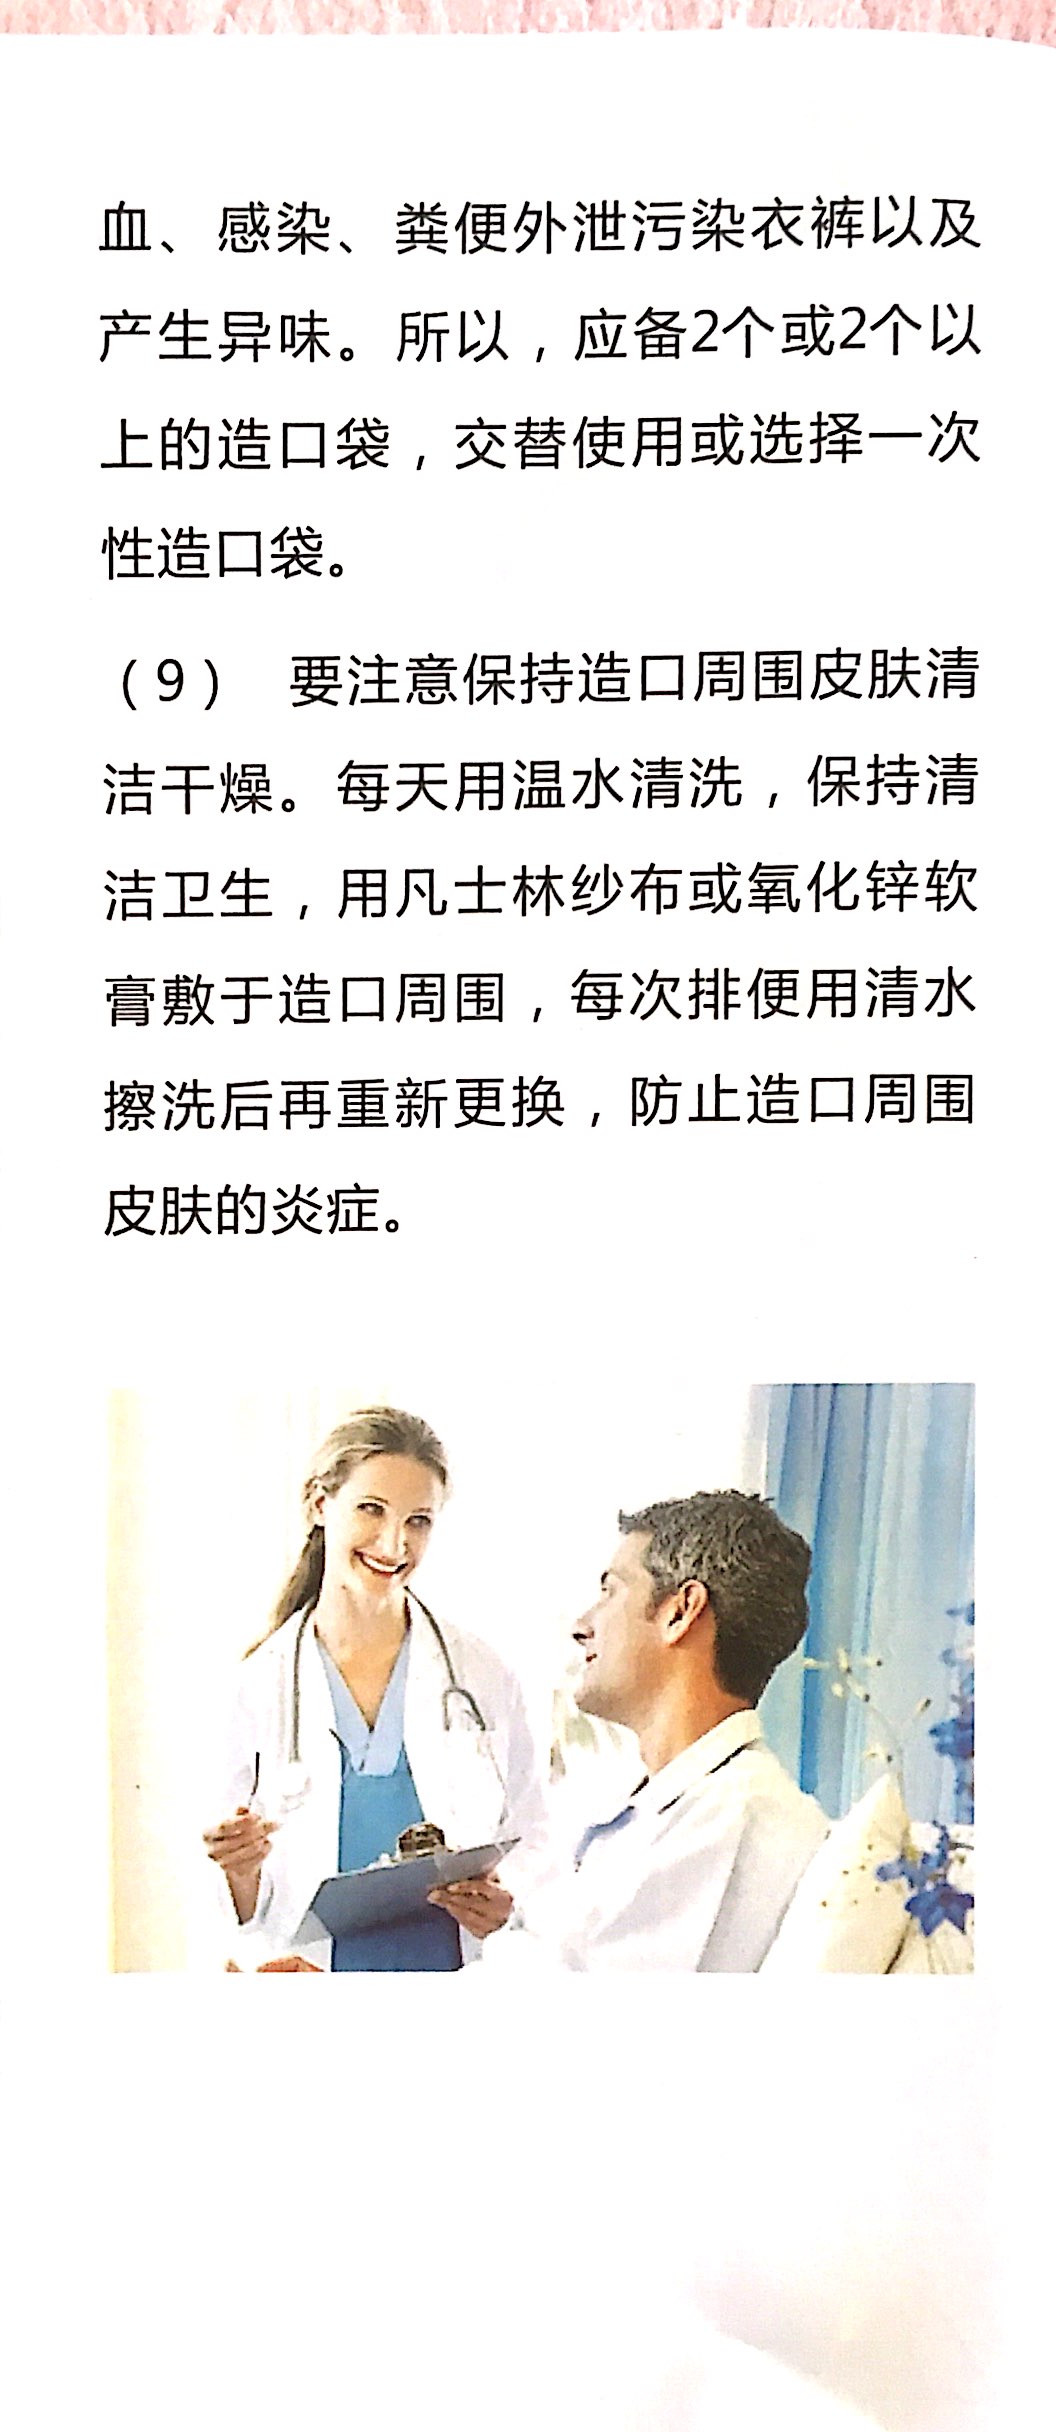 血、感染、粪便外泄污染衣裤以及
产生异味。所以，应备2个或2个以
上的造口袋，交替使用或选择一次
性造口袋。
（9） 要注意保持造口周围皮肤清
洁干燥。每天用温水清洗，保持清
洁卫生，用凡士林纱布或氧化锌软
膏敷于造口周围，每次排便用清水
擦洗后再重新更换，防止造口周围
皮肤的炎症。